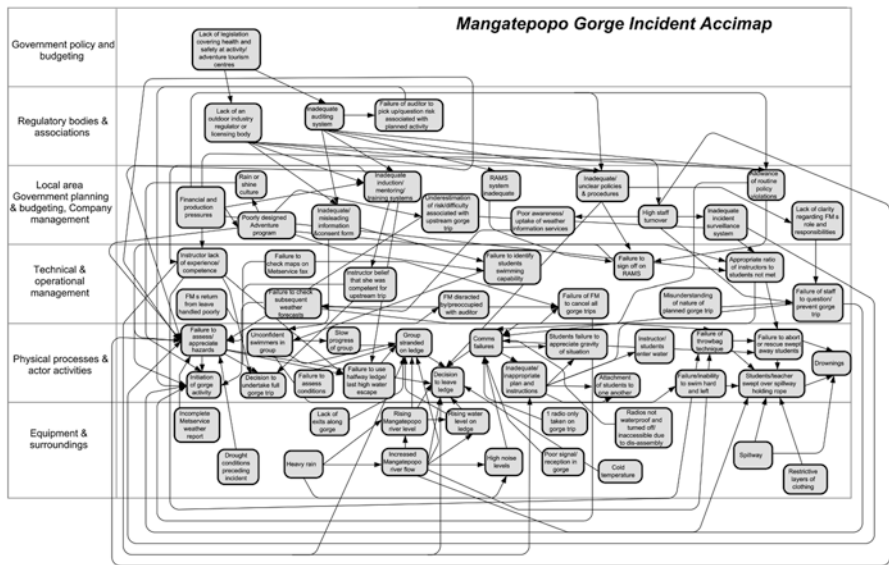 Mangatepopo Gorge Incident Accimap
Government policy and
budgeting
Lack of legislation
covering health and
safety at activity/
adventure tourism
centres
Regulatory bodies &
associations
Lack of an
outdoor industry
regulator or
licensing body
Inadequate
auditing
system
Failure of auditor to
pick up/question risk
associated with
planned activity
Local area
Government planning
& budgeting, Company
management
Financial and
production
pressures
Rain or
shine
culture
Poorly designed
Adventure
program
Inadequate/
misleading
information
&consent form
Inadequate
induction/
mentoring/
training systems
Underestimation
of risk/difficulty
associated with
upstream gorge
trip
RAMS
system
inadequate
Poor awareness/
uptake of weather
information services
Inadequate/
unclear policies
& procedures
High staff
turnover
Inadequate
incident
surveillance
system
Allowance
of routine
policy
violations
Lack of clarity
regarding FM s
role and
responsibilities
Technical &
operational
management
Instructor lack
of experience/
competence
Failure to
check maps on
Metservice fax
Instructor belief
that she was
competent for
upstream trip
Failure to identify
students
swimming
capability
Failure to
sign off on
RAMS
Appropriate ratio
of instructors to
students not met
FM s return
from leave
handled poorly
Failure to check
subsequent
weather
forecasts
FM disracted
by/preoccupied
with auditor
Failure of FM
to cancel all
gorge trips
Misunderstanding
of nature of
planned gorge trip
Failure of staff
to question/
prevent gorge trip
Physical processes &
actor activities
Failure to
assess/
appreciate
hazards
Unconfident
swimmers in
group
Slow
progress
of group
Group
stranded
on ledge
Comms
failures
Students failure to
appreciate gravity
of situation
Instructor/
students
enter water
Failure of
throwbag
technique
Failure to abort
or rescue swept
away students
Drownings
Initiation of
gorge
activity
Decision to
undertake full
gorge trip
Failure to
assess
conditions
Failure to use
halfway ledge/
last high water
escape
Decision
to leave
ledge
Inadequate/
inappropriate
plan and
instructions
Attachment of
students to
one another
Failure/inability
to swim hard
and left
Students/teacher
swept over spillway
holding rope
Equipment &
surroundings
Incomplete
Metservice
weather
report
Drought
conditions
preceding
incident
Lack of
exits along
gorge
Heavy rain
Rising
Mangatepopo
river level
Increased
Mangatepopo
river flow
Rising water
level on
ledge
High noise
levels
1 radio only
taken on
gorge trip
Poor signal/
reception in
gorge
Radios not
waterproof and
turned off/
inaccessible due
to dis-assembly
Cold
temperature
Spillway
Restrictive
layers of
clothing